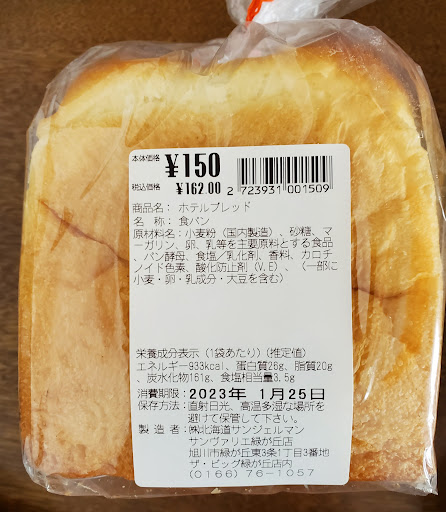 本体価格 ¥150
税込価格 ¥162.00
2 723931 001509
商品名: ホテルブレッド
名　称: 食パン
原材料名:小麦粉(国内製造)、砂糖、マ
ーガリン、卵、乳等を主要原料とする食品
、パン酵母、食塩/乳化剤、香料、カロチ
ノイド色素、酸化防止剤(V.E)、(一部に
小麦・卵・乳成分・大豆を含む)
栄養成分表示(1袋あたり)(推定値)
エネルギー933kcal、蛋白質26g、脂質20g
、炭水化物161g、食塩相当量3.5g
消費期限:2023年 1月25日
保存方法:直射日光、高温多湿な場所を
避けて保管して下さい。
製造者:㈱北海道サンジェルマン
サンヴァリエ緑が丘店
旭川市緑が丘東3条1丁目3番地
ザ・ビッグ緑が丘店内
(0166)76-1057